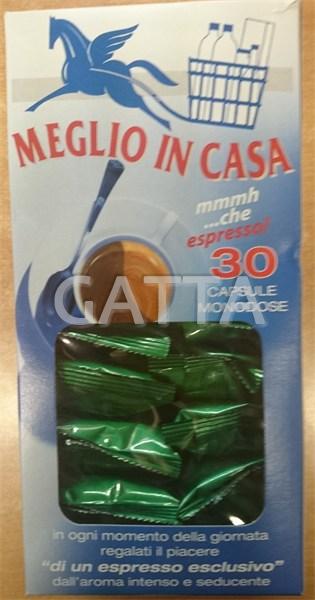 MEGLIO IN CASA
mmmh
...che
espresso!
30
CAPSULE
MONODOSE
GATTA
in ogni momento della giornata
regalati il piacere
"di un espresso esclusivo"
dall'aroma intenso e seducente